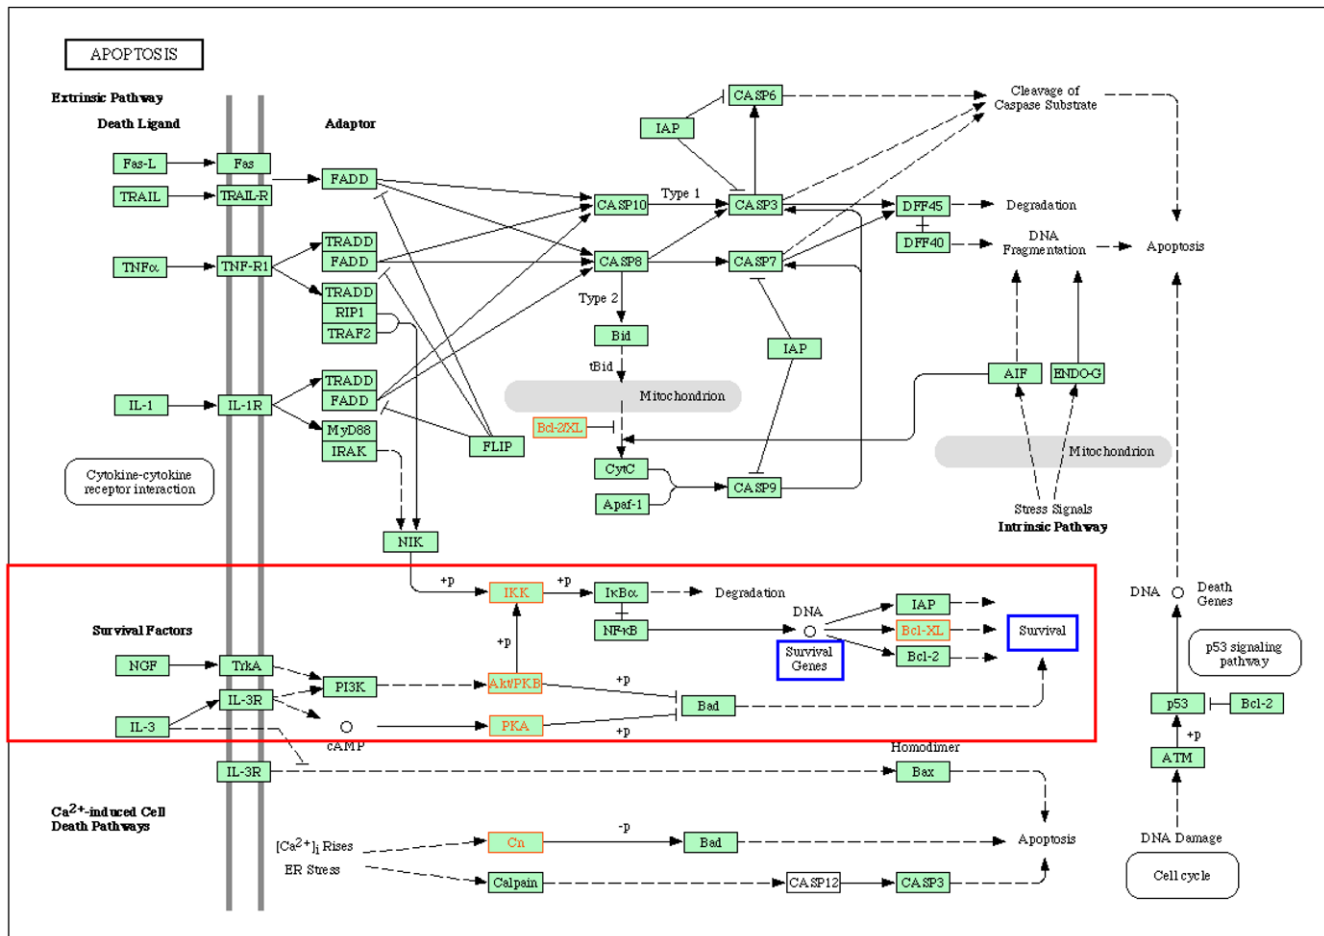 APOPTOSIS
Extrinsic Pathway
Death Ligand
Adaptor
Fas-L
Fas
FADD
TRAIL
TRAIL-R
TNFα
TNF-R1
TRADD
FADD
TRADD
RIP1
TRAF2
IL-1
IL-1R
TRADD
FADD
MyD88
IRAK
FLIP
Cytokine-cytokine
receptor interaction
NIK
CASP6
IAP
CASP10
Type 1
CASP3
CASP8
CASP7
Type 2
Bid
tBid
Mitochondrion
Bcl-2/XL
CytC
Apaf-1
CASP9
IAP
Cleavage of
Caspase Substrate
DFF45
Degradation
DFF40
DNA
Fragmentation
Apoptosis
AIF
ENDO-G
Mitochondrion
Stress Signals
Intrinsic Pathway
Survival Factors
NGF
TrkA
IL-3R
IL-3
PI3K
cAMP
+p
IKK
+p
+p
Akt/PKB
+p
PKA
+p
IκBα
Degradation
NFκB
DNA
Survival
Genes
IAP
Bcl-XL
Bcl-2
Survival
Bad
IL-3R
Homodimer
Bax
Ca2+-induced Cell
Death Pathways
[Ca2+]i Rises
ER Stress
Cn
-p
Bad
Apoptosis
Calpain
CASP12
CASP3
DNA
Death
Genes
p53 signaling
pathway
p53
Bcl-2
+p
ATM
DNA Damage
Cell cycle